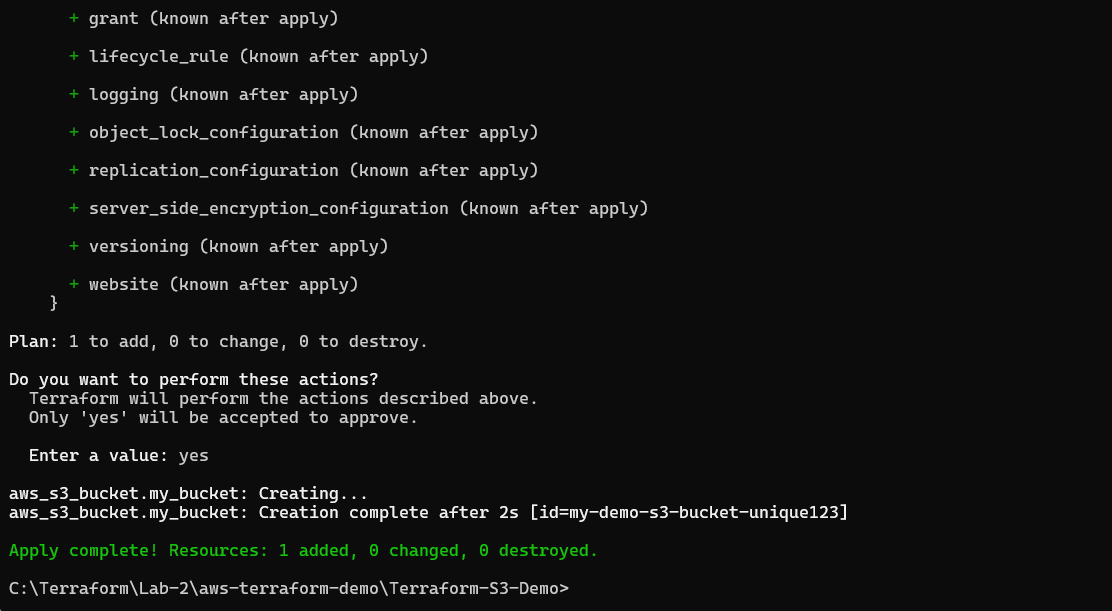 + grant (known after apply)
+ lifecycle_rule (known after apply)
+ logging (known after apply)
+ object_lock_configuration (known after apply)
+ replication_configuration (known after apply)
+ server_side_encryption_configuration (known after apply)
+ versioning (known after apply)
+ website (known after apply)
}
Plan: 1 to add, 0 to change, 0 to destroy.
Do you want to perform these actions?
Terraform will perform the actions described above.
Only 'yes' will be accepted to approve.
Enter a value: yes
aws_s3_bucket.my_bucket: Creating...
aws_s3_bucket.my_bucket: Creation complete after 2s [id=my-demo-s3-bucket-unique123]
Apply complete! Resources: 1 added, 0 changed, 0 destroyed.
C:\Terraform\Lab-2\aws-terraform-demo\Terraform-S3-Demo>